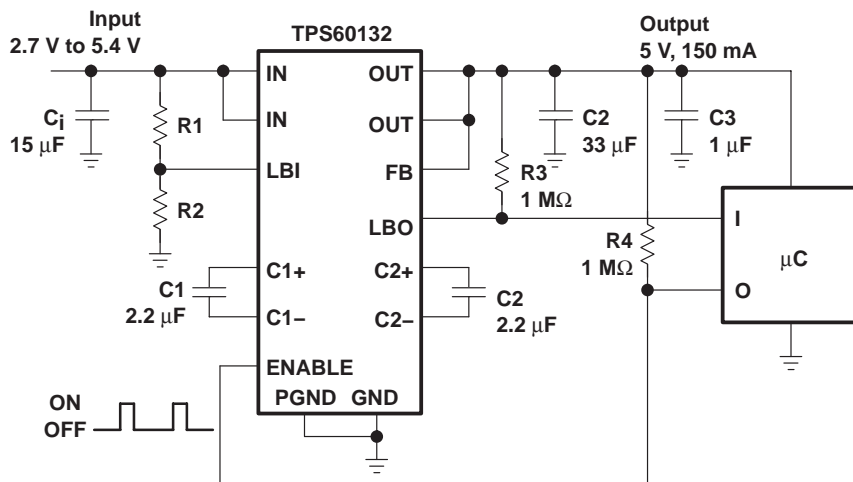 Input
2.7 V to 5.4 V
TPS60132
Output
5 V, 150 mA
IN
OUT
Ci
15 μF
R1
IN
OUT
C2
33 μF
C3
1 μF
LBI
FB
R3
1 MΩ
R2
LBO
I
R4
1 MΩ
μC
C1
2.2 μF
C1+
C2+
C2
2.2 μF
O
C1–
C2–
ENABLE
PGND GND
ON
OFF